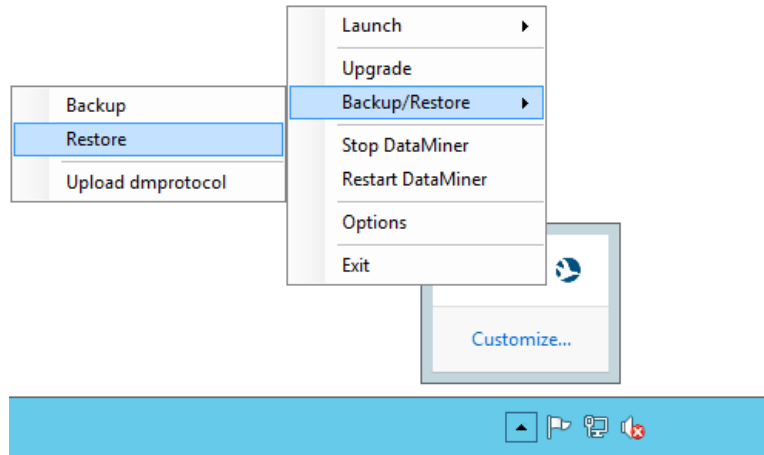 Launch
Upgrade
Backup/Restore
Backup
Restore
Upload dmprotocol
Stop DataMiner
Restart DataMiner
Options
Exit
Customize...